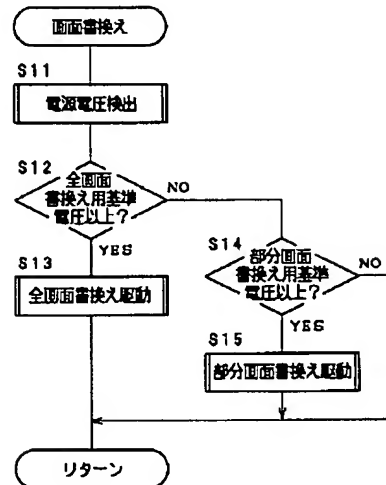 画面書換え
S11
電源電圧検出
S12
全画面
書換え用基準
電圧以上?
NO
YES
S13
全画面書換え駆動
S14
部分画面
書換え用基準
電圧以上?
NO
YES
S15
部分画面書換え駆動
リターン